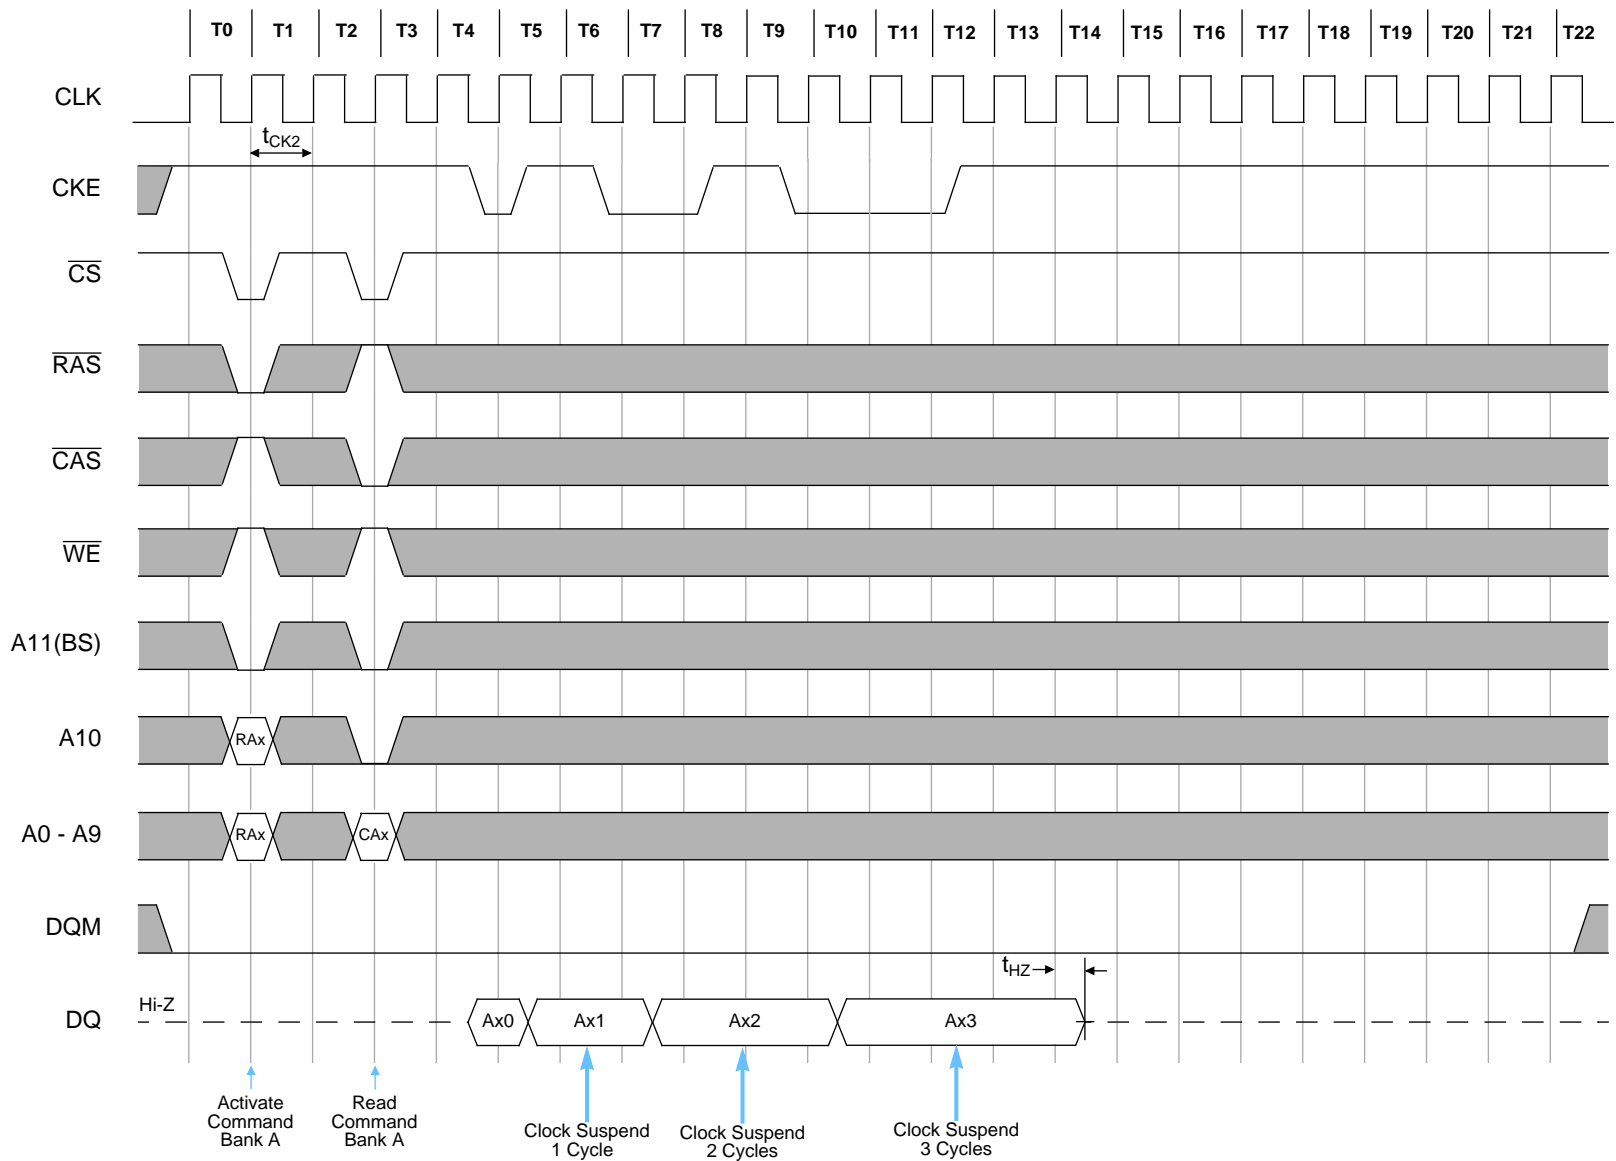 T0 T1 T2 T3 T4 T5 T6 T7 T8 T9 T10 T11 T12 T13 T14 T15 T16 T17 T18 T19 T20 T21 T22
CLK
tCK2
CKE
CS
RAS
CAS
WE
A11(BS)
A10
RAx
A0 - A9
RAx CAx
DQM
tHZ
Hi-Z
DQ
Ax0 Ax1 Ax2 Ax3
Activate
Command
Bank A
Read
Command
Bank A
Clock Suspend
1 Cycle
Clock Suspend
2 Cycles
Clock Suspend
3 Cycles